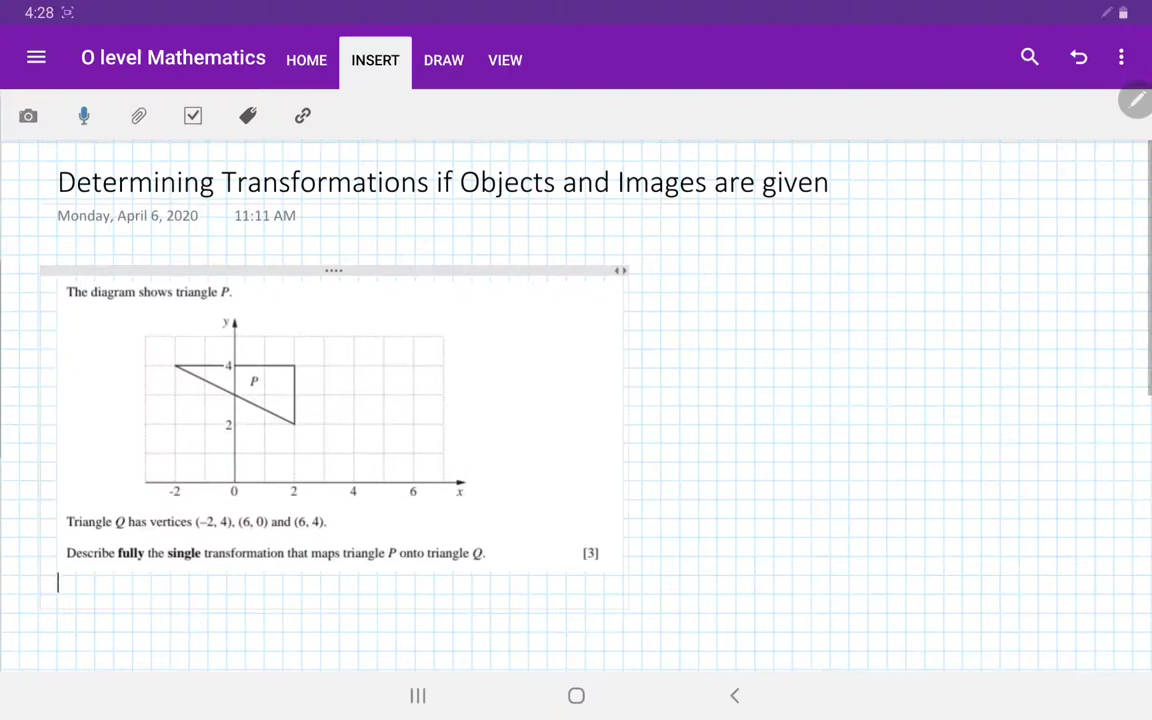 4:28
O level Mathematics HOME INSERT DRAW VIEW
Determining Transformations if Objects and Images are given
Monday, April 6, 2020 11:11 AM
The diagram shows triangle P.
y
4
P
2
-2 0 2 4 6 x
Triangle Q has vertices (–2, 4), (6, 0) and (6, 4).
Describe fully the single transformation that maps triangle P onto triangle Q. [3]